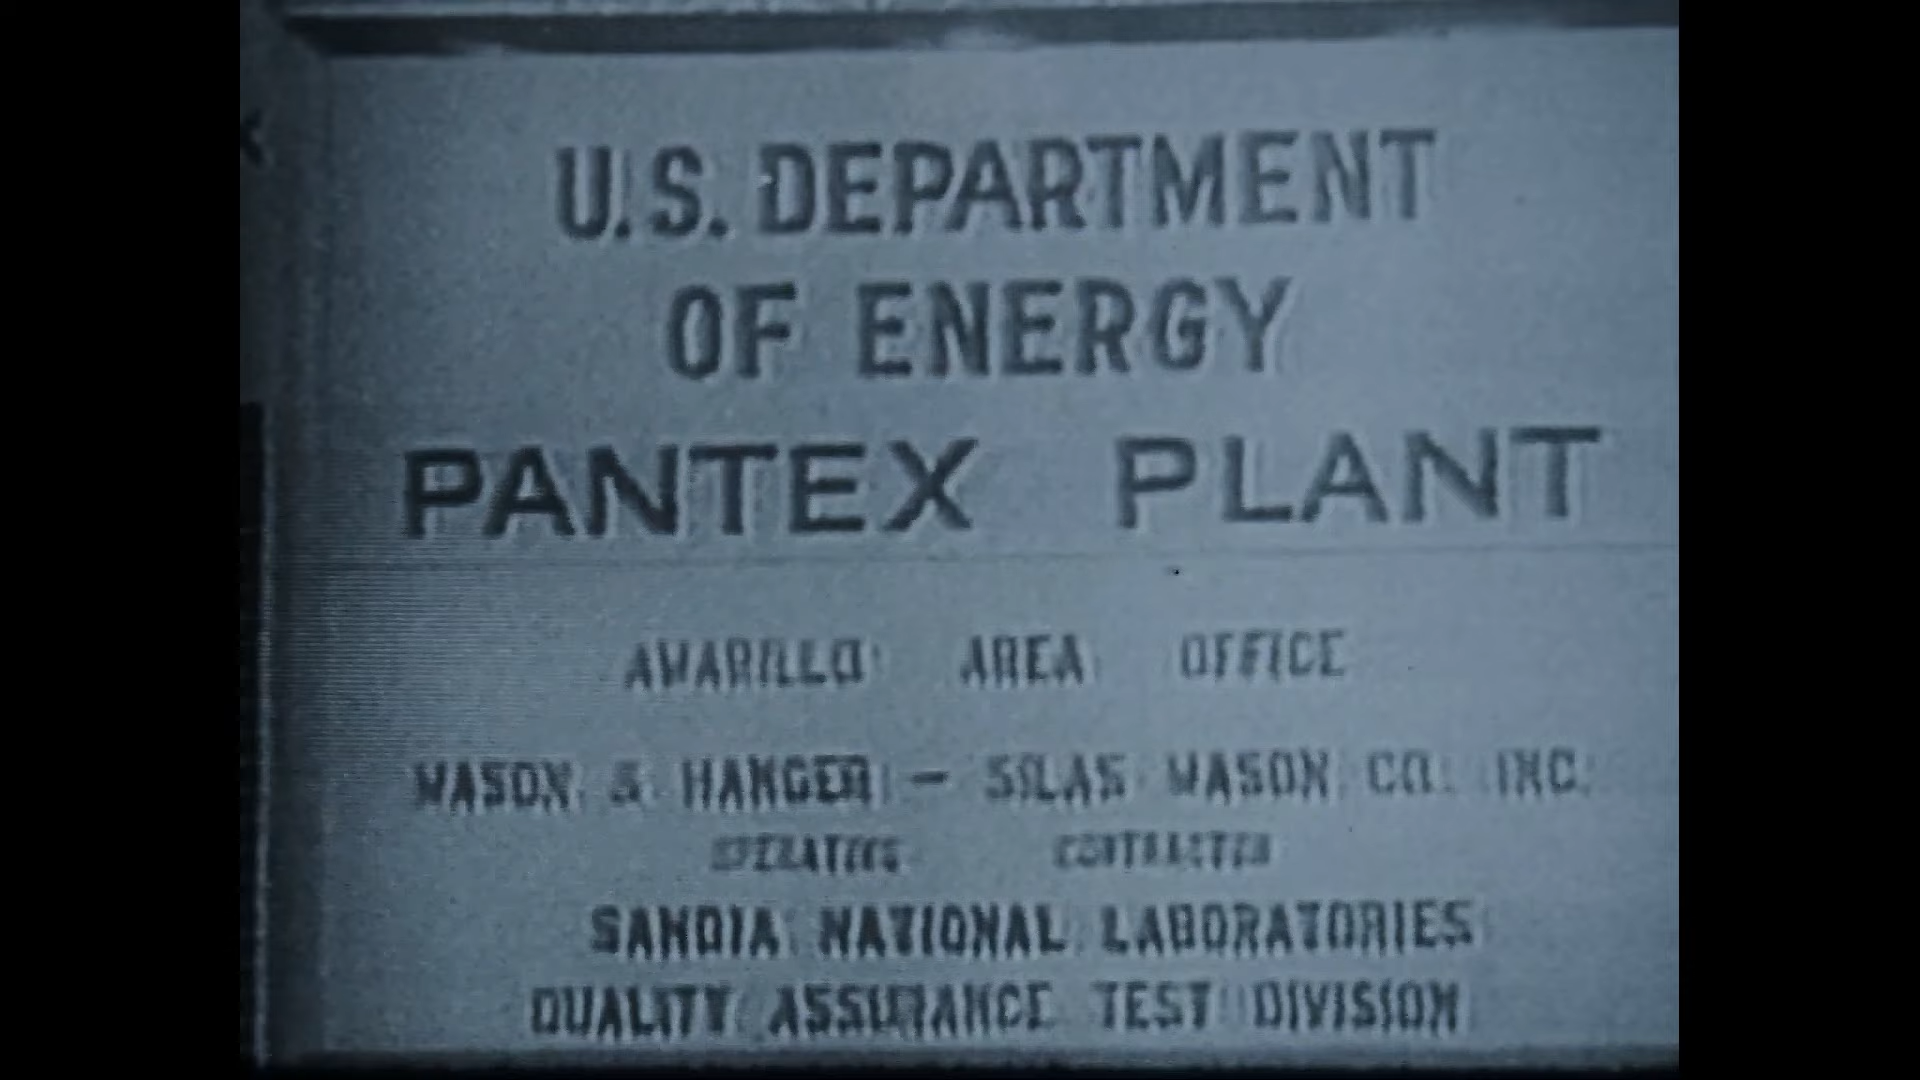 U.S. DEPARTMENT
OF ENERGY
PANTEX PLANT
AMARILLO AREA OFFICE
MASON & HANGER - SILAS MASON CO. INC.
OPERATING CONTRACTOR
SANDIA NATIONAL LABORATORIES
QUALITY ASSURANCE TEST DIVISION